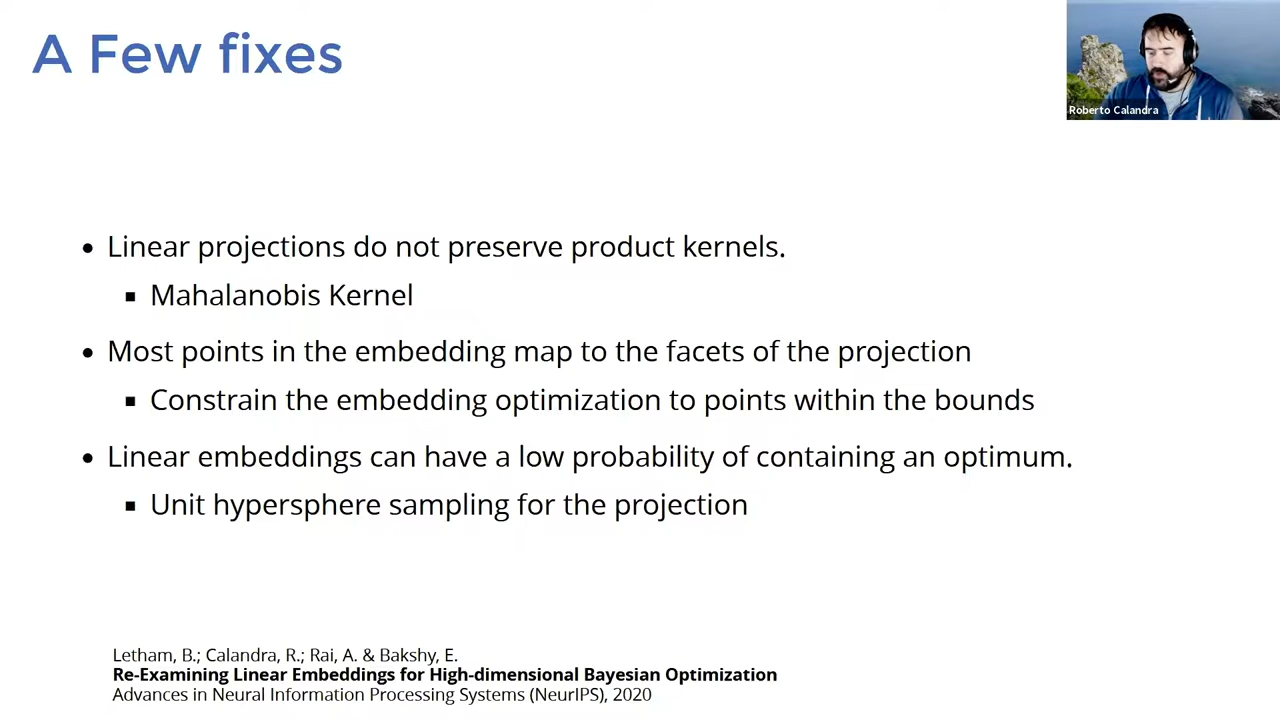 A Few fixes
Roberto Calandra
• Linear projections do not preserve product kernels.
▪ Mahalanobis Kernel
• Most points in the embedding map to the facets of the projection
▪ Constrain the embedding optimization to points within the bounds
• Linear embeddings can have a low probability of containing an optimum.
▪ Unit hypersphere sampling for the projection
Letham, B.; Calandra, R.; Rai, A. & Bakshy, E.
Re-Examining Linear Embeddings for High-dimensional Bayesian Optimization
Advances in Neural Information Processing Systems (NeurIPS), 2020